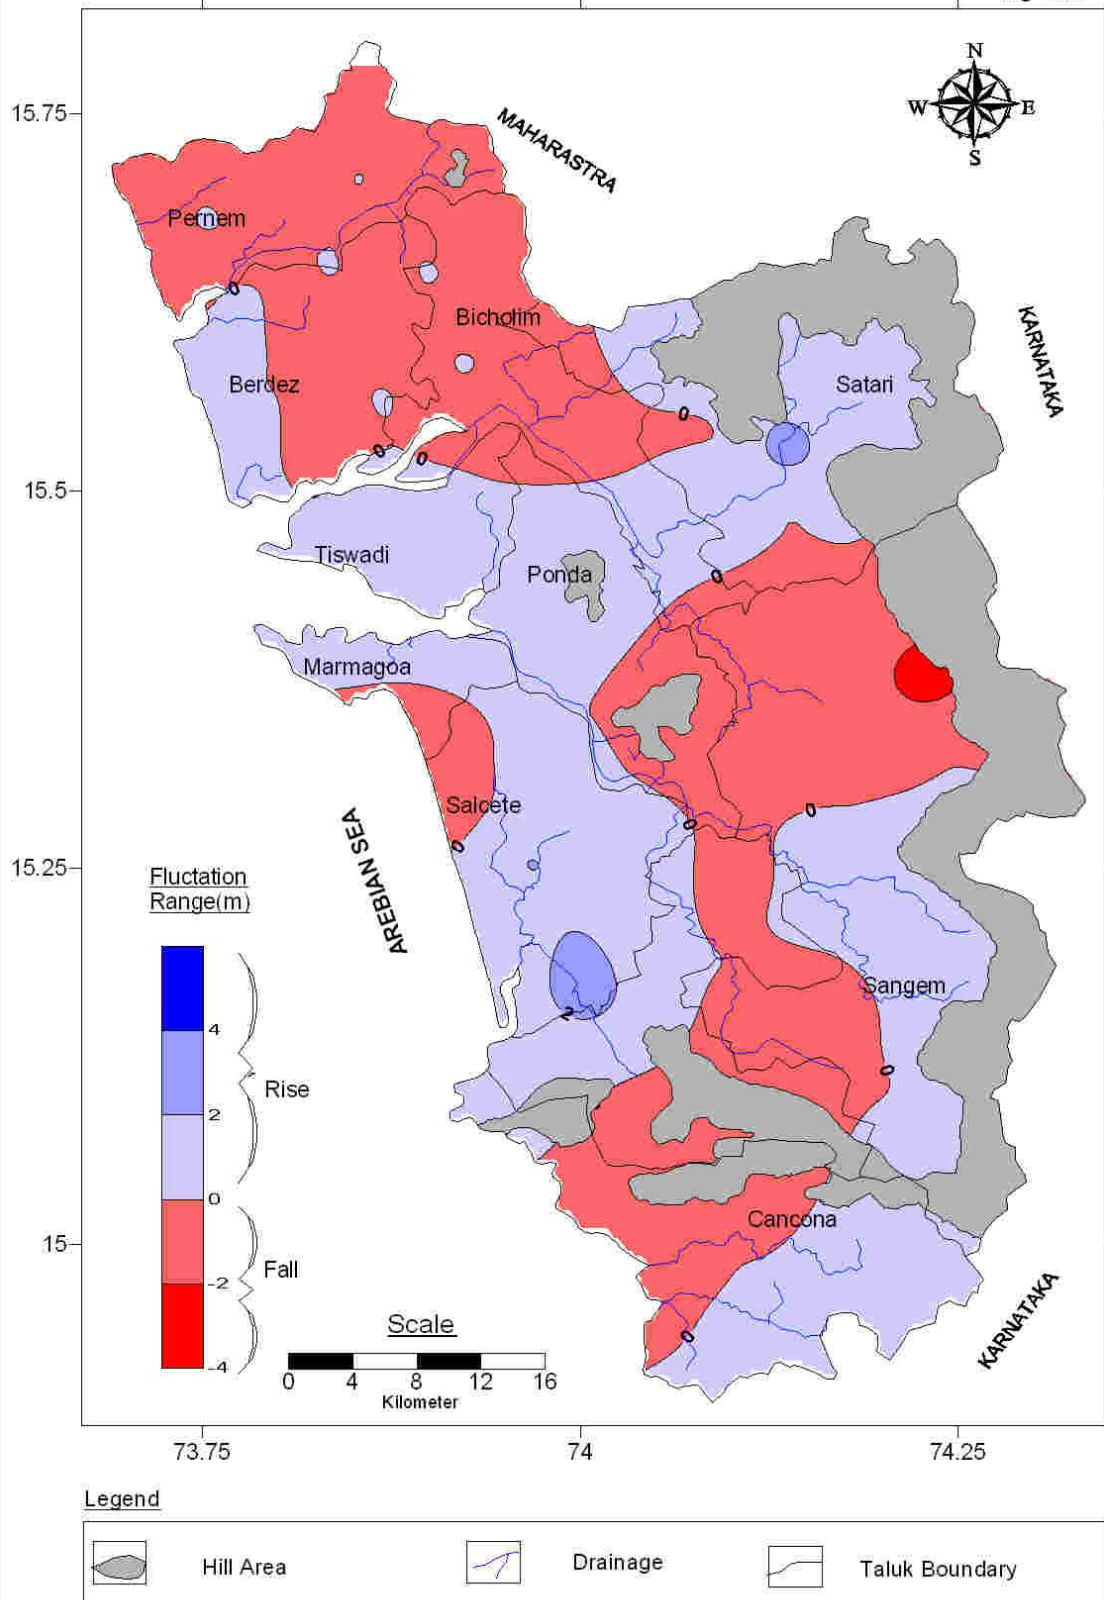 N
W E
S
15.75
MAHARASTRA
Pernem
0
KARNATAKA
Bicholim
Berdez
Satari
0
0
0
15.5
Tiswadi
Ponda
0
Marmagoa
Salcete
0
0
0
AREBIAN SEA
15.25
Fluctation
Range(m)
Sangem
2
4
0
Rise
2
0
Cancona
15
Fall
-2
KARNATAKA
Scale
0
-4
0 4 8 12 16
Kilometer
73.75 74 74.25
Legend
Hill Area
Drainage
Taluk Boundary